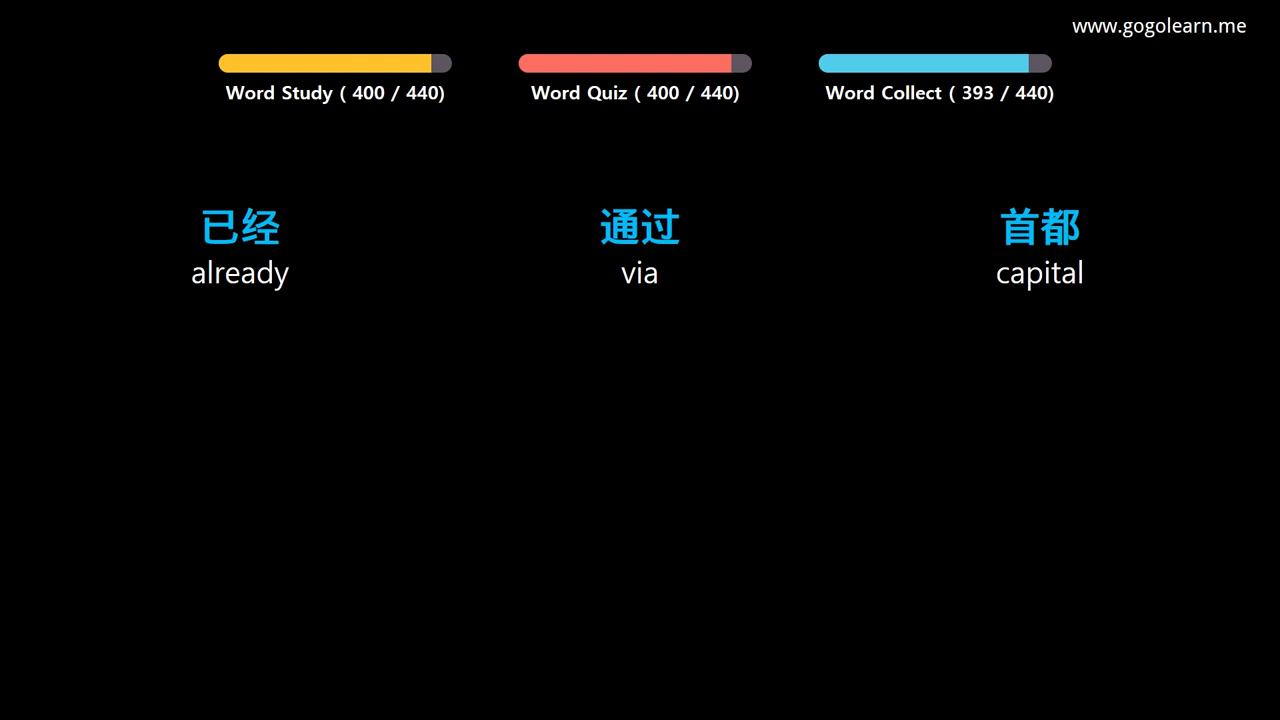 www.gogolearn.me
Word Study ( 400 / 440)
Word Quiz ( 400 / 440)
Word Collect ( 393 / 440)
已经
通过
首都
already
via
capital